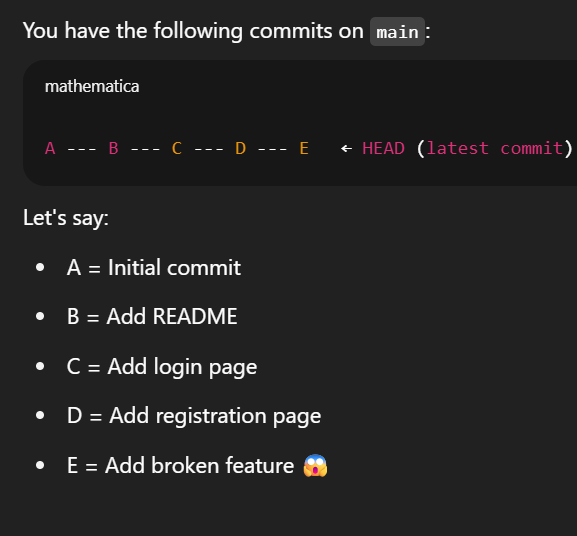 You have the following commits on main:
mathematica
A --- B --- C --- D --- E ← HEAD (latest commit)
Let's say:
• A = Initial commit
• B = Add README
• C = Add login page
• D = Add registration page
• E = Add broken feature 😱